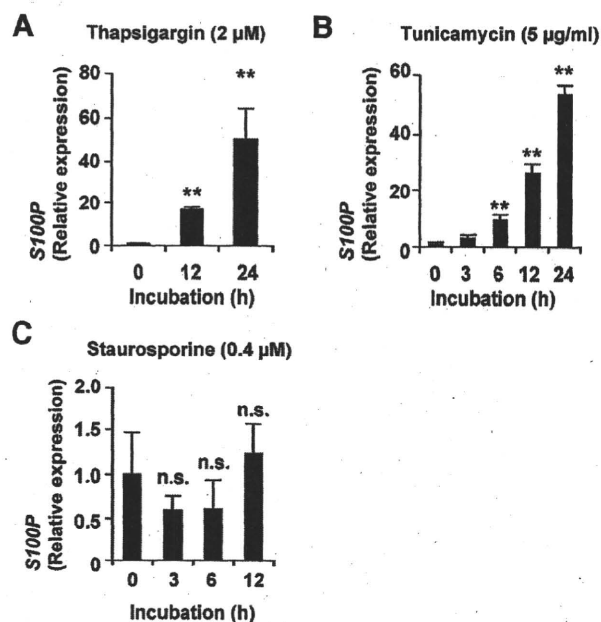 A
Thapsigargin (2 µM)
S100P
(Relative expression)
80
60
40
20
0
**
**
0 12 24
Incubation (h)
B
Tunicamycin (5 µg/ml)
S100P
(Relative expression)
60
40
20
0
**
**
**
0 3 6 12 24
Incubation (h)
C
Staurosporine (0.4 µM)
S100P
(Relative expression)
2.0
1.5
1.0
0.5
0
n.s.
n.s.
n.s.
0 3 6 12
Incubation (h)